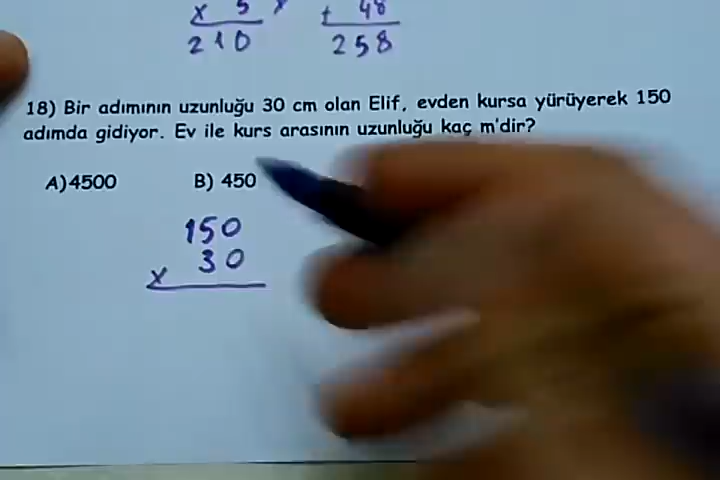 x 5 + 48
210 258
18) Bir adımının uzunluğu 30 cm olan Elif, evden kursa yürüyerek 150
adımda gidiyor. Ev ile kurs arasının uzunluğu kaç m'dir?
A)4500 B) 450
150
x 30